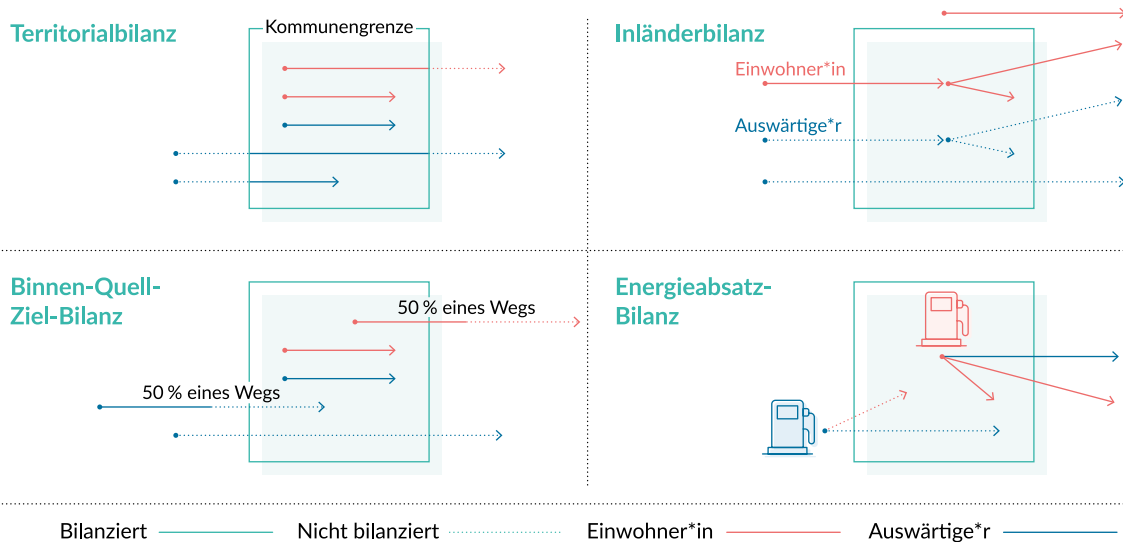 Territorialbilanz
Kommunengrenze
Inländerbilanz
Einwohner*in
Auswärtige*r
Binnen-Quell-
Ziel-Bilanz
50 % eines Wegs
50 % eines Wegs
Energieabsatz-
Bilanz
Bilanziert
Nicht bilanziert
Einwohner*in
Auswärtige*r